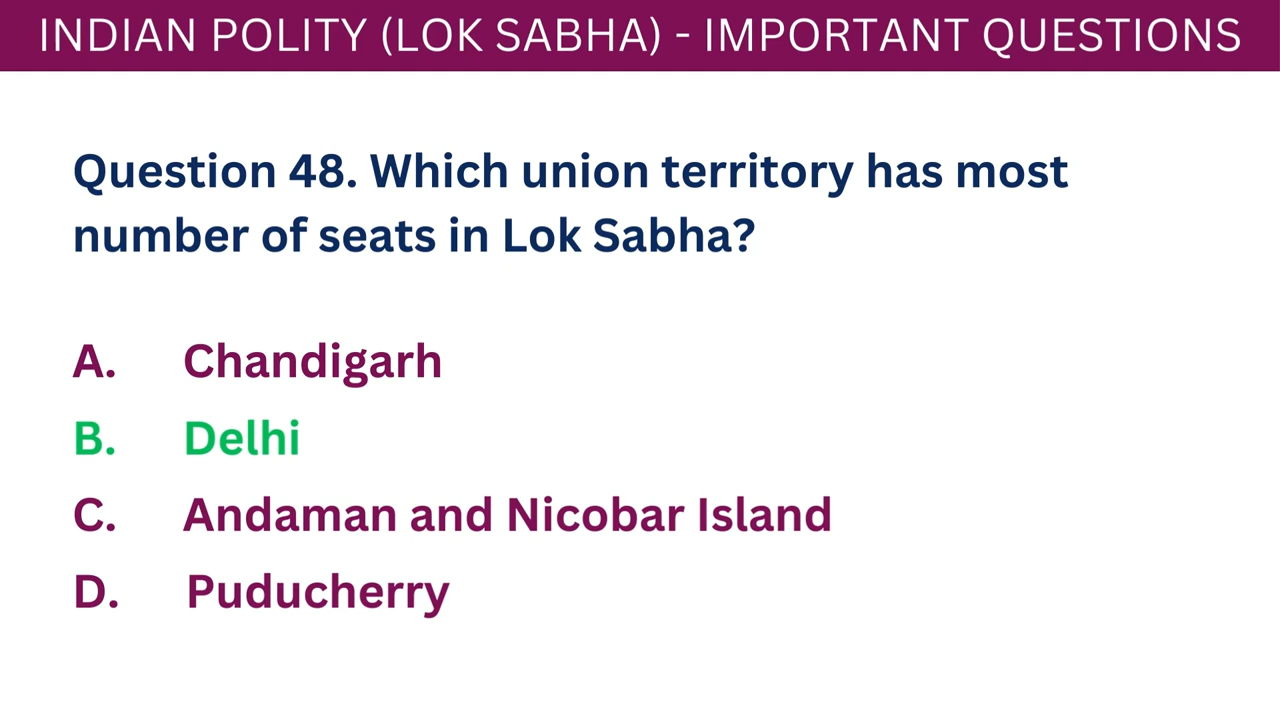 INDIAN POLITY (LOK SABHA) - IMPORTANT QUESTIONS
Question 48. Which union territory has most
number of seats in Lok Sabha?
A. Chandigarh
B. Delhi
C. Andaman and Nicobar Island
D. Puducherry